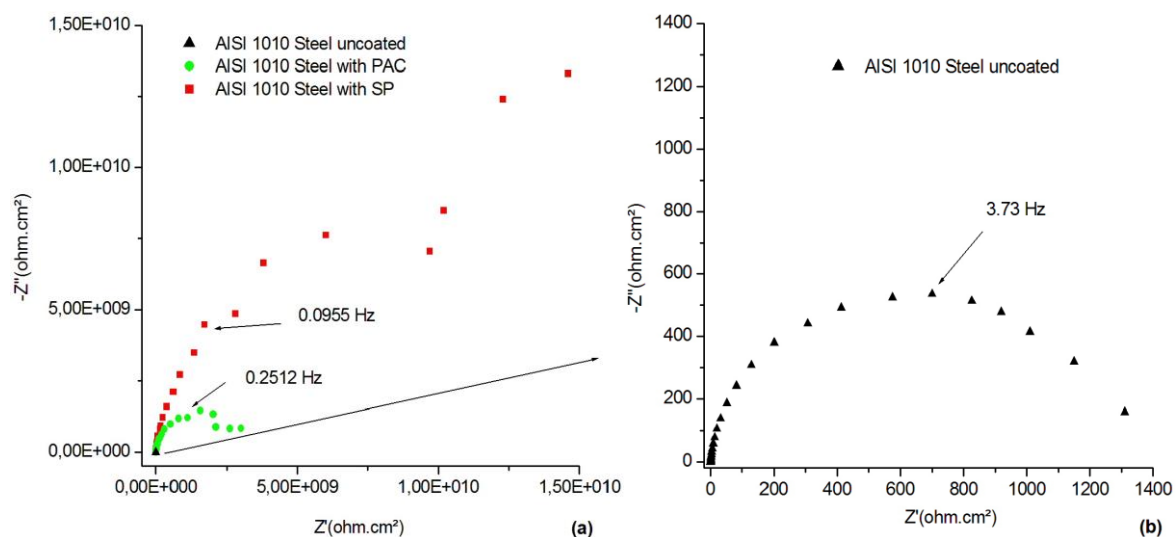 1,50E+010
1,00E+010
5,00E+009
0,00E+000
-Z"(ohm.cm²)
AISI 1010 Steel uncoated
AISI 1010 Steel with PAC
AISI 1010 Steel with SP
0.0955 Hz
0.2512 Hz
0,00E+000 5,00E+009 1,00E+010 1,50E+010
Z'(ohm.cm²)
(a)
1400
1200
1000
800
600
400
200
0
-Z"(ohm.cm²)
AISI 1010 Steel uncoated
3.73 Hz
0 200 400 600 800 1000 1200 1400
Z'(ohm.cm²)
(b)